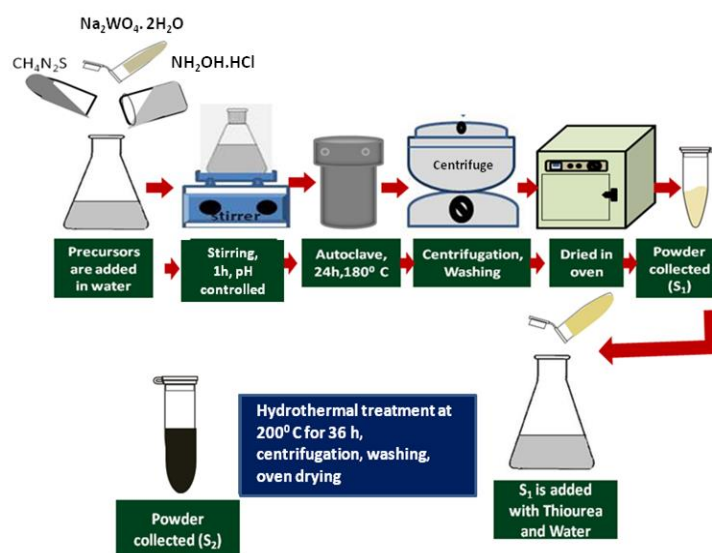 Na₂WO₄. 2H₂O
CH₄N₂S
NH₂OH.HCl
stirrer
Centrifuge
Precursors
are added
in water
Stirring,
1h, pH
controlled
Autoclave,
24h,180⁰ C
Centrifugation,
Washing
Dried in
oven
Powder
collected
(S₁)
Hydrothermal treatment at
200⁰ C for 36 h,
centrifugation, washing,
oven drying
S₁ is added
with Thiourea
and Water
Powder
collected (S₂)